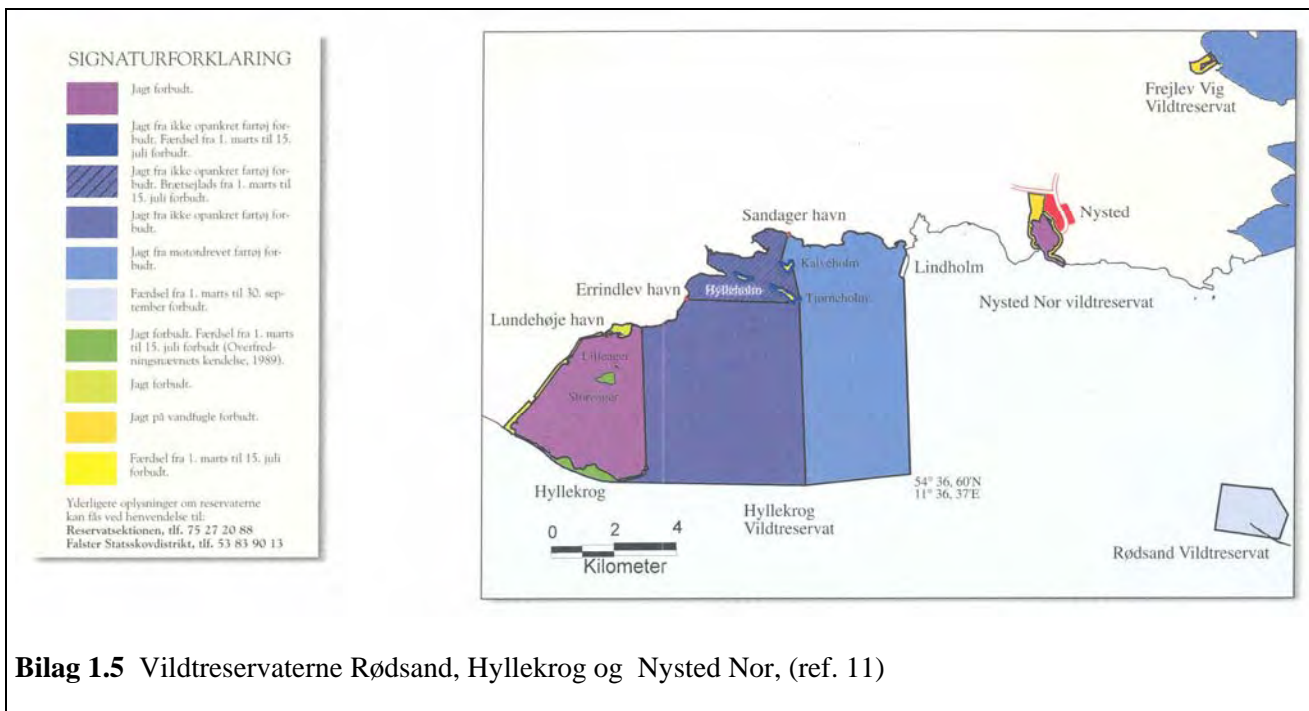 SIGNATURFORKLARING
Jagt forbudt.
Jagt fra ikke opankret fartøj for-
budt. Færdsel fra 1. marts til 15.
juli forbudt.
Jagt fra ikke opankret fartøj for-
budt. Brætsejlads fra 1. marts til
15. juli forbudt.
Jagt fra ikke opankret fartøj for-
budt.
Jagt fra motordrevet fartøj for-
budt.
Færdsel fra 1. marts til 30. sep-
tember forbudt.
Jagt forbudt. Færdsel fra 1. marts
til 15. juli forbudt (Overfred-
ningsnævnets kendelse, 1989).
Jagt forbudt.
Jagt på vandfugle forbudt.
Færdsel fra 1. marts til 15. juli
forbudt.
Yderligere oplysninger om reservaterne
kan fås ved henvendelse til:
Reservatsektionen, tlf. 75 27 20 88
Falster Statsskovdistrikt, tlf. 53 83 90 13
Frejlev Vig
Vildtreservat
Nysted
Sandager havn
Kalveholm
Lindholm
Errindlev havn
Hylleholm
Tjørneholm
Nysted Nor vildtreservat
Lundehøje havn
Lilleager
Storeager
Hyllekrog
54° 36, 60'N
11° 36, 37'E
Hyllekrog
Vildtreservat
0 2 4
Kilometer
Rødsand Vildtreservat
Bilag 1.5 Vildtreservaterne Rødsand, Hyllekrog og Nysted Nor, (ref. 11)